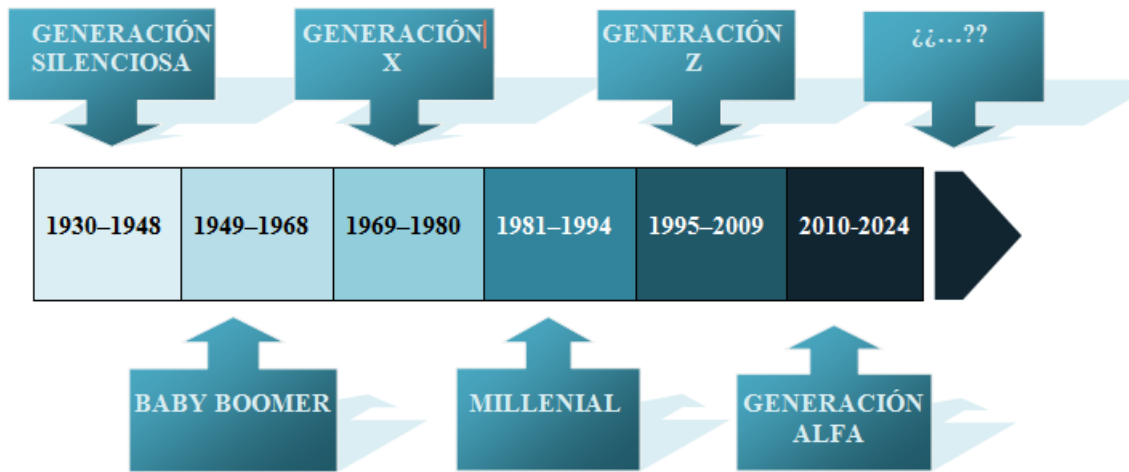 GENERACIÓN
SILENCIOSA
GENERACIÓN
X
GENERACIÓN
Z
¿¿...??
1930–1948
1949–1968
1969–1980
1981–1994
1995–2009
2010-2024
BABY BOOMER
MILLENIAL
GENERACIÓN
ALFA